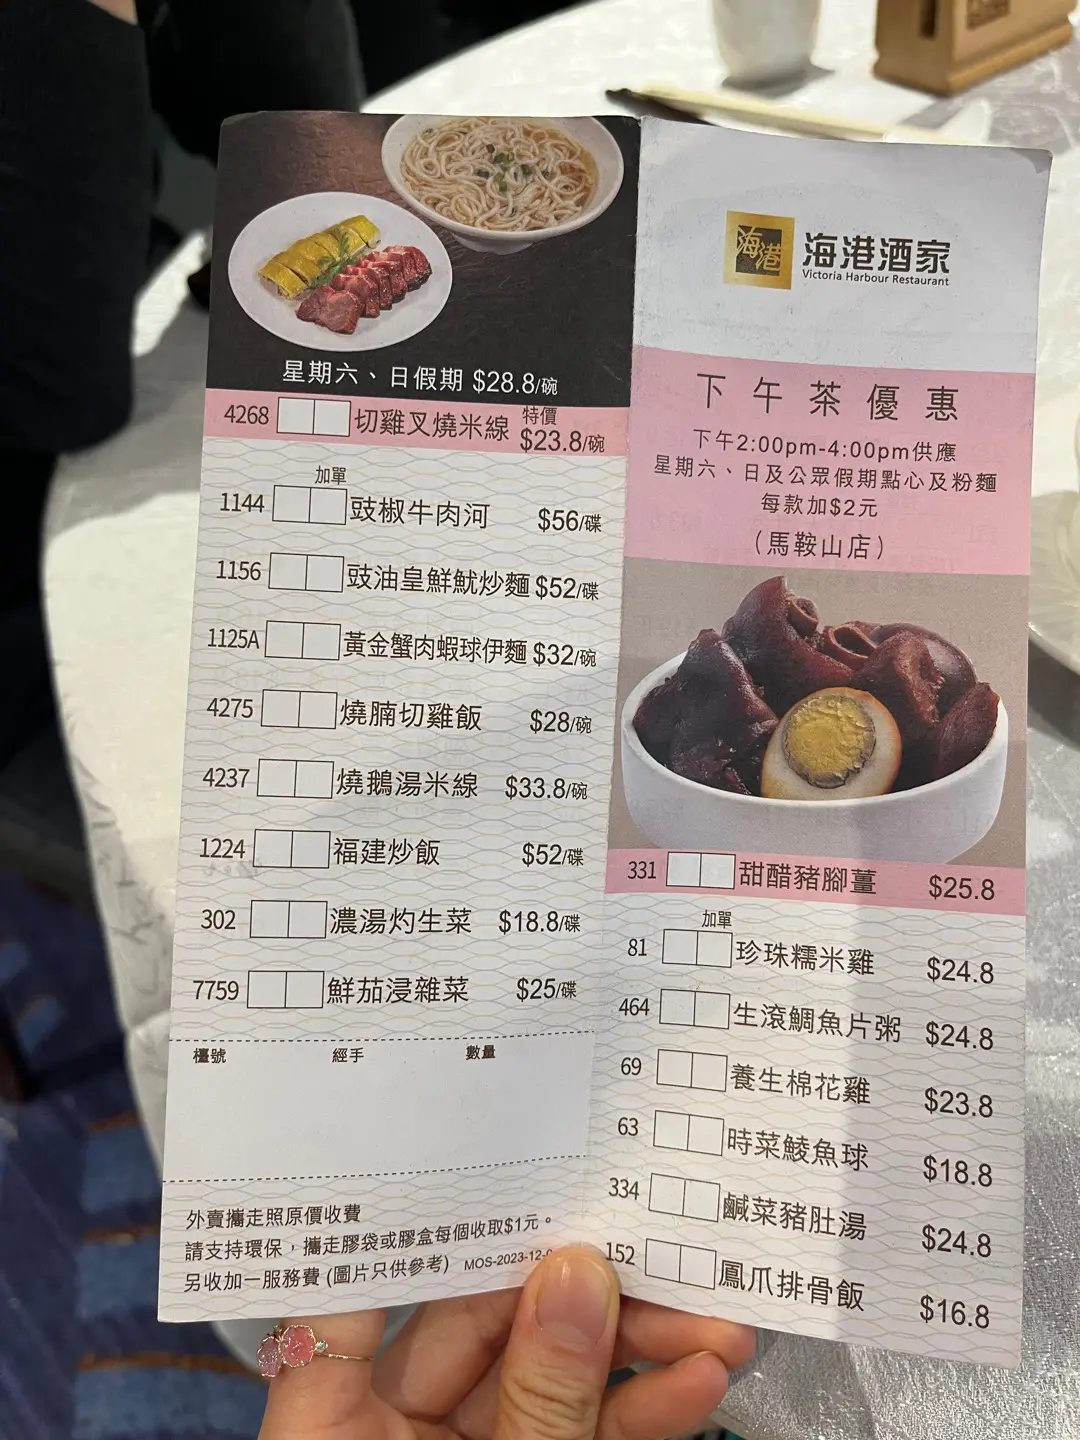 星期六、日假期 $28.8/碗
4268 切雞叉燒米線 特價 $23.8/碗
加單
1144 豉椒牛肉河 $56/碟
1156 豉油皇鮮魷炒麵 $52/碟
1125A 黃金蟹肉蝦球伊麵 $32/碗
4275 燒腩切雞飯 $28/碗
4237 燒鵝湯米線 $33.8/碗
1224 福建炒飯 $52/碟
302 濃湯灼生菜 $18.8/碟
7759 鮮茄浸雜菜 $25/碟
檯號 經手 數量
外賣攜走照原價收費
請支持環保，攜走膠袋或膠盒每個收取$1元。
另收加一服務費 (圖片只供參考) MOS-2023-12-
海港
海港酒家
Victoria Harbour Restaurant
下午茶優惠
下午2:00pm-4:00pm供應
星期六、日及公眾假期點心及粉麵
每款加$2元
（馬鞍山店）
331 甜醋豬腳薑 $25.8
加單
81 珍珠糯米雞 $24.8
464 生滾鯛魚片粥 $24.8
69 養生棉花雞 $23.8
63 時菜鯪魚球 $18.8
334 鹹菜豬肚湯 $24.8
152 鳳爪排骨飯 $16.8